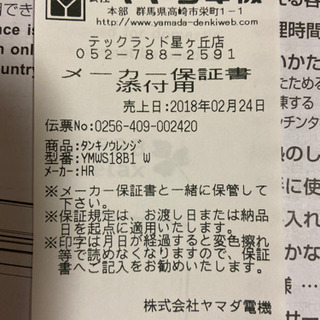 本部 群馬県高崎市栄町1-1
http://www.yamada-denkiweb.com
テックランド星ヶ丘店
052-788-2591
メーカー保証書
添付用
売上日:2018年02月24日
伝票No:0256-409-002420
商品:タンキノウレンジ
型番:YMWS18B1 W
メーカー:HR
※メーカー保証書と一緒に保管して
下さい。
※保証規定は、お渡し日または納品
日を起点に適用いたします。
※印字は月日が経過すると変色擦れ
等で読めなくなりますので、保証
書へご記入をお勧めいたします。
株式会社ヤマダ電機